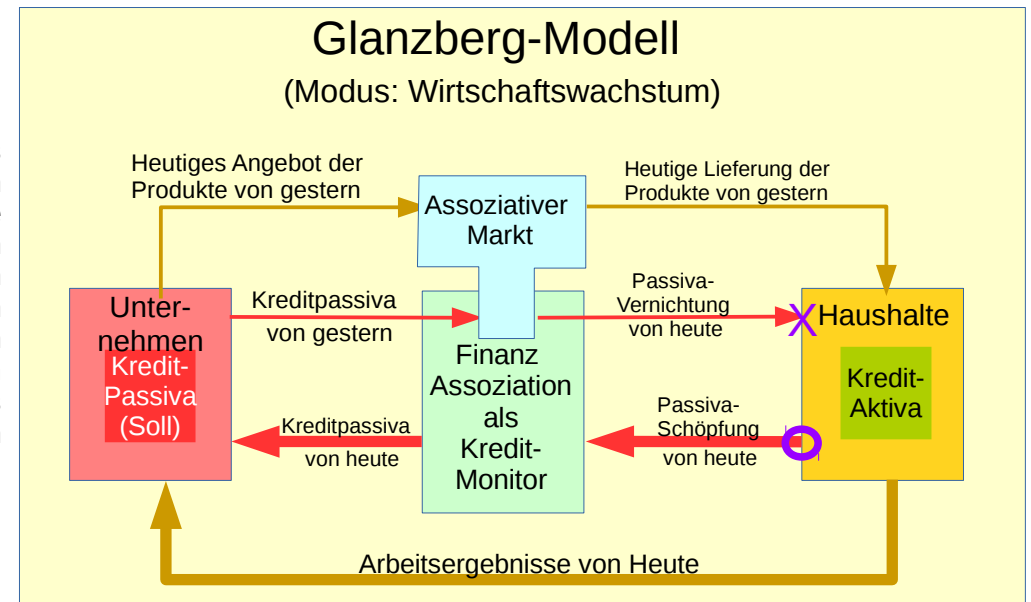 Glanzberg-Modell
(Modus: Wirtschaftswachstum)
Heutiges Angebot der
Produkte von gestern
Heutige Lieferung der
Produkte von gestern
Assoziativer
Markt
Unter-
nehmen
Kredit-
Passiva
(Soll)
Kreditpassiva
von gestern
Passiva-
Vernichtung
von heute
X
Haushalte
Kredit-
Aktiva
Finanz
Assoziation
als
Kredit-
Monitor
Kreditpassiva
von heute
Passiva-
Schöpfung
von heute
Arbeitsergebnisse von Heute